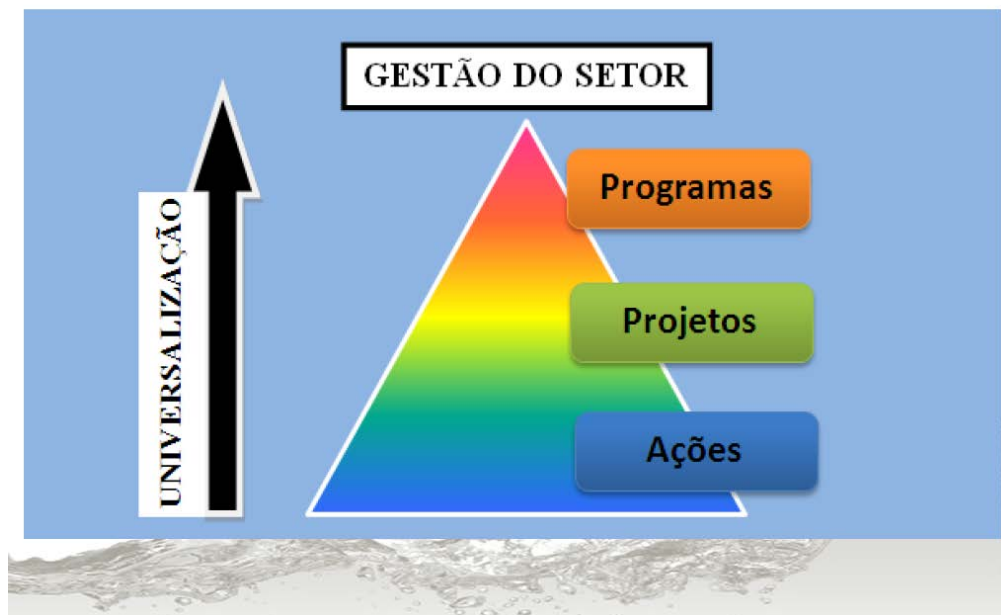 GESTÃO DO SETOR
UNIVERSALIZAÇÃO
Programas
Projetos
Ações